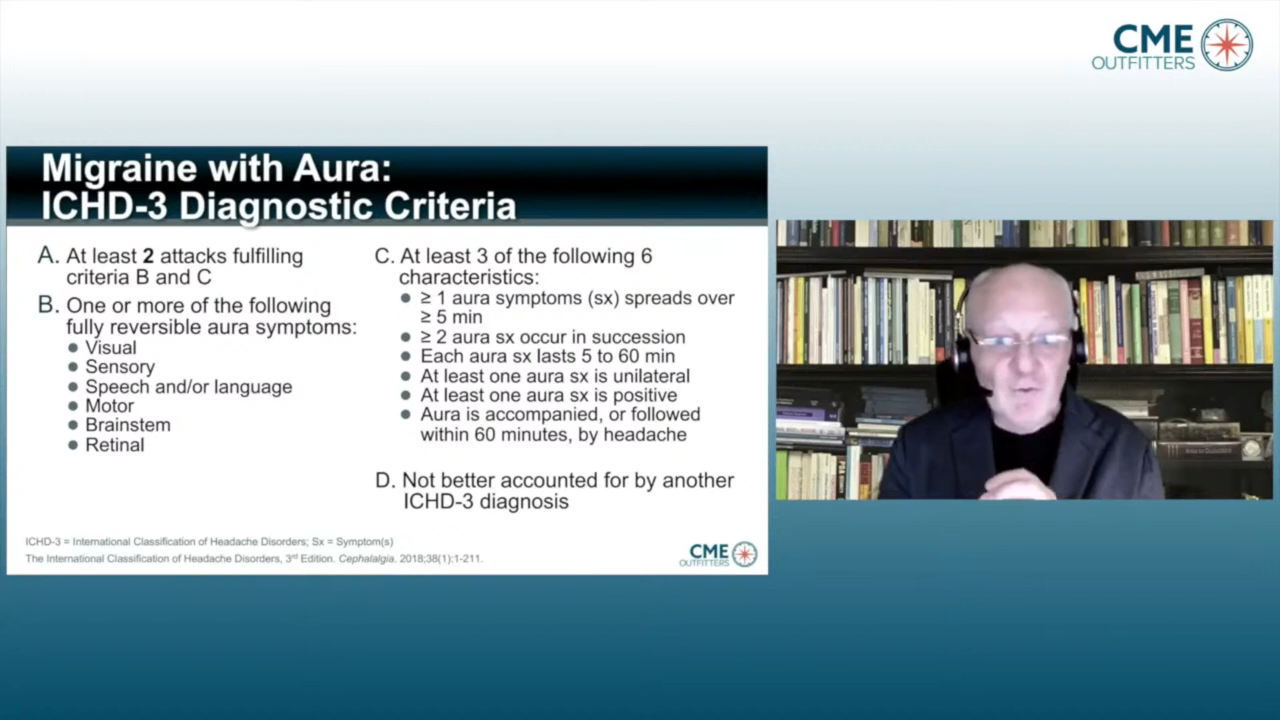 CME
OUTFITTERS
Migraine with Aura:
ICHD-3 Diagnostic Criteria
A. At least 2 attacks fulfilling
criteria B and C
B. One or more of the following
fully reversible aura symptoms:
● Visual
● Sensory
● Speech and/or language
● Motor
● Brainstem
● Retinal
C. At least 3 of the following 6
characteristics:
● ≥ 1 aura symptoms (sx) spreads over
≥ 5 min
● ≥ 2 aura sx occur in succession
● Each aura sx lasts 5 to 60 min
● At least one aura sx is unilateral
● At least one aura sx is positive
● Aura is accompanied, or followed
within 60 minutes, by headache
D. Not better accounted for by another
ICHD-3 diagnosis
ICHD-3 = International Classification of Headache Disorders; Sx = Symptom(s)
The International Classification of Headache Disorders, 3rd Edition. Cephalalgia. 2018;38(1):1-211.
CME
OUTFITTERS